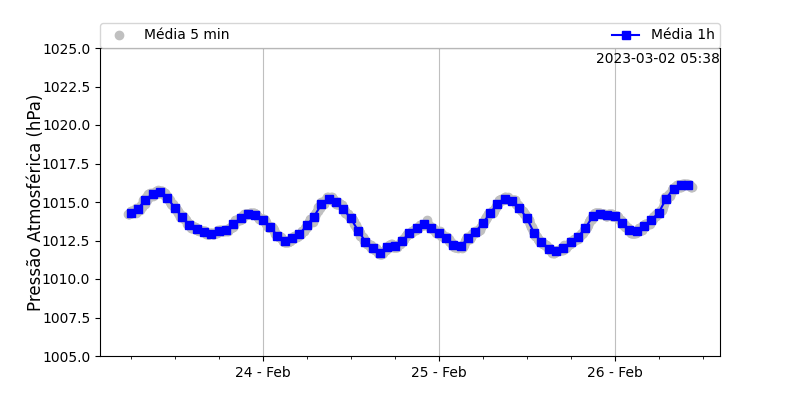 Média 5 min
Média 1h
2023-03-02 05:38
Pressão Atmosférica (hPa)
1025.0
1022.5
1020.0
1017.5
1015.0
1012.5
1010.0
1007.5
1005.0
24 - Feb
25 - Feb
26 - Feb